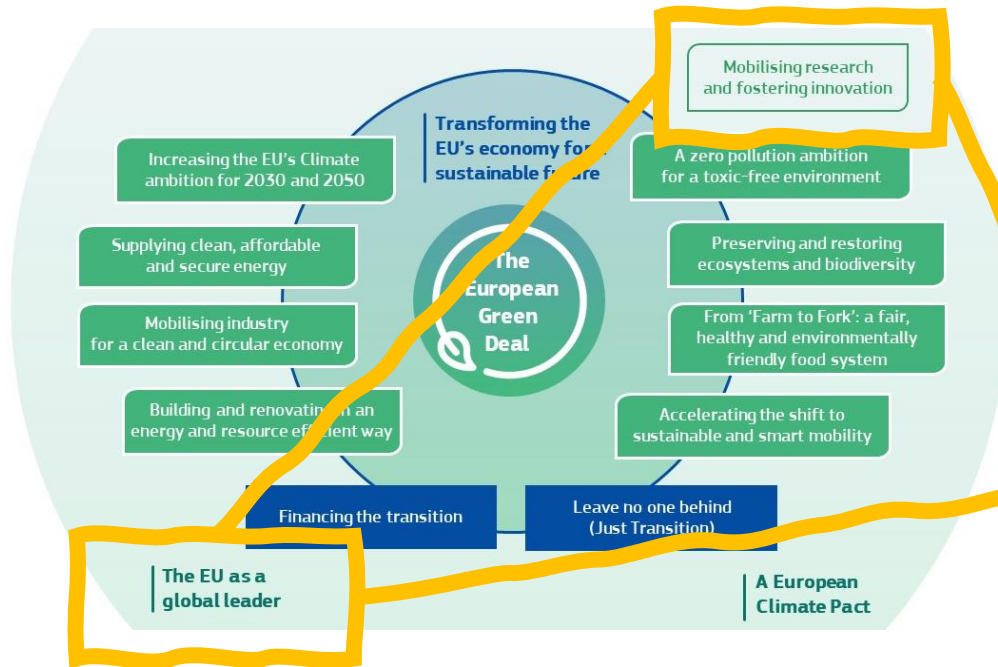 Mobilising research
and fostering innovation
Transforming the
EU's economy for a
sustainable future
Increasing the EU's Climate
ambition for 2030 and 2050
A zero pollution ambition
for a toxic-free environment
Supplying clean, affordable
and secure energy
Preserving and restoring
ecosystems and biodiversity
The
European
Green
Deal
Mobilising industry
for a clean and circular economy
From ‘Farm to Fork’: a fair,
healthy and environmentally
friendly food system
Building and renovating in an
energy and resource efficient way
Accelerating the shift to
sustainable and smart mobility
Financing the transition
Leave no one behind
(Just Transition)
The EU as a
global leader
A European
Climate Pact